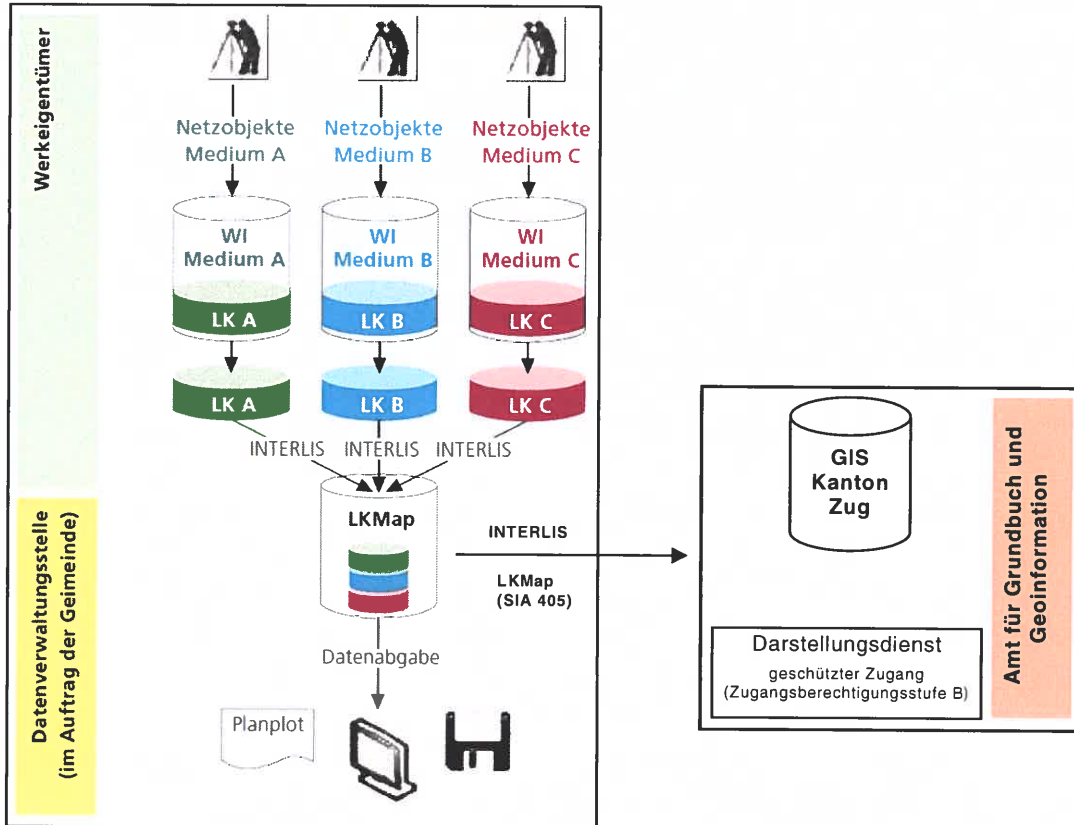 Werkeigentümer
Netzobjekte
Medium A
Netzobjekte
Medium B
Netzobjekte
Medium C
WI
Medium A
WI
Medium B
WI
Medium C
LK A
LK B
LK C
LK A
LK B
LK C
INTERLIS
INTERLIS
INTERLIS
Datenverwaltungsstelle
(im Auftrag der Geimeinde)
LKMap
INTERLIS
LKMap
(SIA 405)
Datenabgabe
Planplot
GIS
Kanton
Zug
Darstellungsdienst
geschützter Zugang
(Zugangsberechtigungsstufe B)
Amt für Grundbuch und
Geoinformation